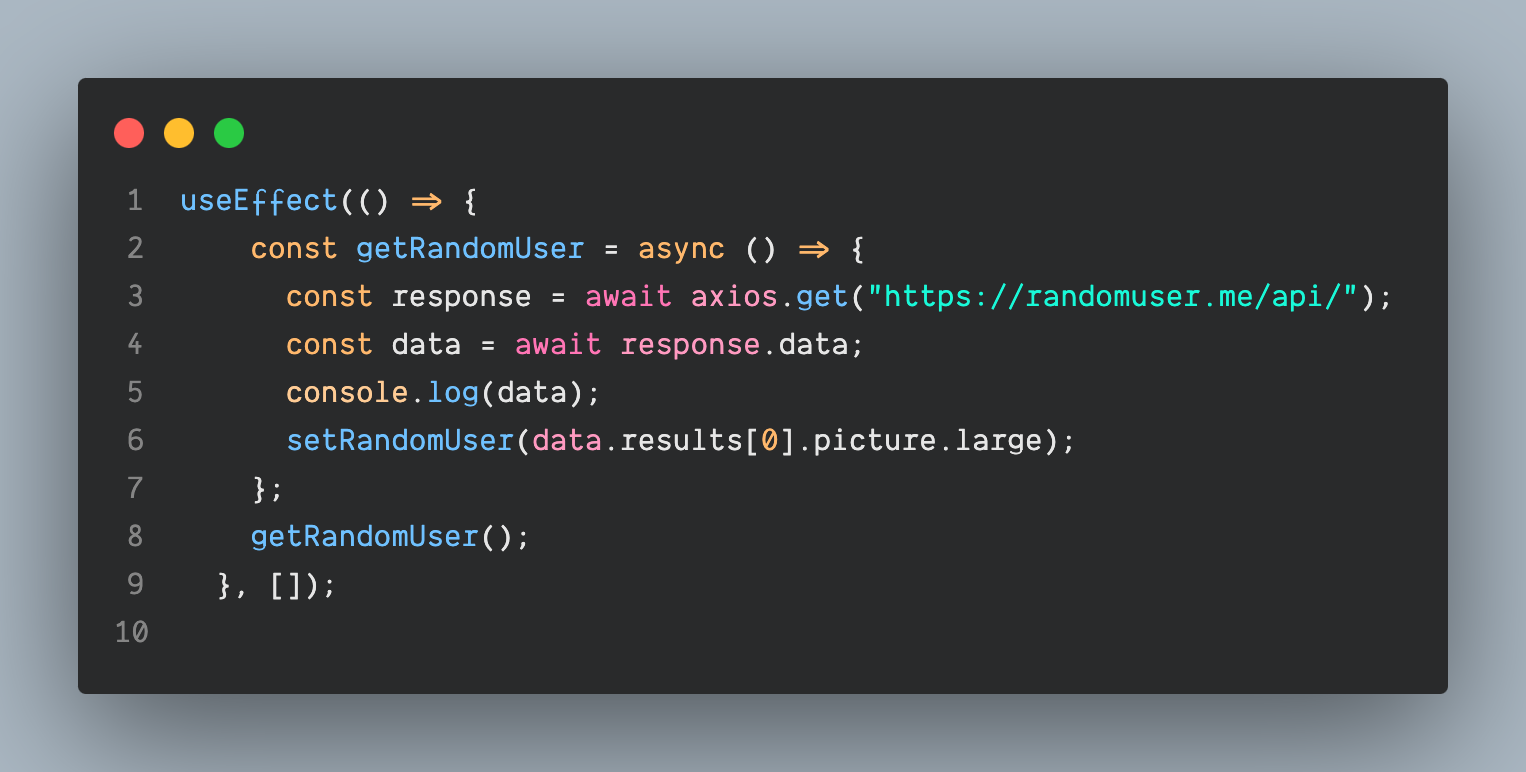 1 useEffect(() => {
2     const getRandomUser = async () => {
3       const response = await axios.get("https://randomuser.me/api/");
4       const data = await response.data;
5       console.log(data);
6       setRandomUser(data.results[0].picture.large);
7     };
8     getRandomUser();
9   }, []);
10